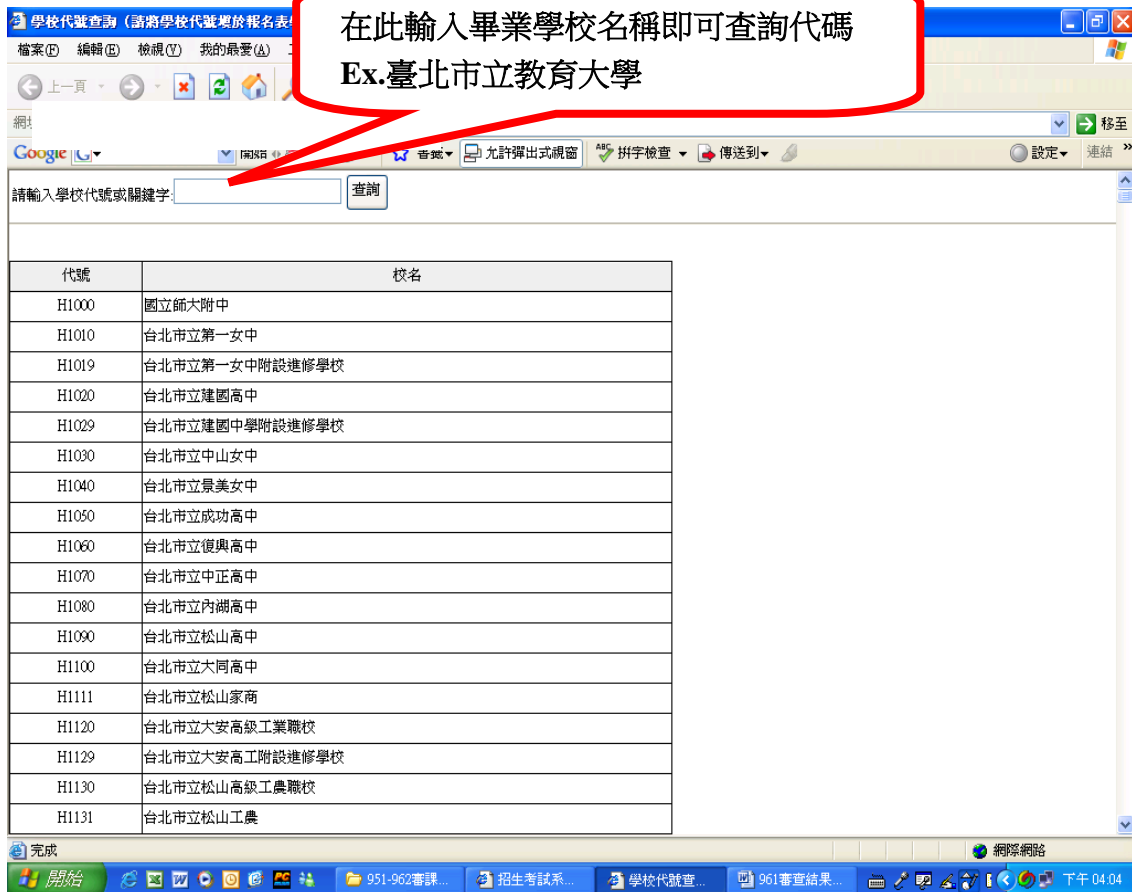 學校代號查詢（請將學校代號填於報名表
在此輸入畢業學校名稱即可查詢代碼
Ex.臺北市立教育大學
檔案(F) 編輯(E) 檢視(V) 我的最愛(A)
上一頁
移至
Google 開始 書籤 允許彈出式視窗 拼字檢查 傳送到 設定 連結 »
請輸入學校代號或關鍵字: 查詢
代號 校名
H1000 國立師大附中
H1010 台北市立第一女中
H1019 台北市立第一女中附設進修學校
H1020 台北市立建國高中
H1029 台北市立建國中學附設進修學校
H1030 台北市立中山女中
H1040 台北市立景美女中
H1050 台北市立成功高中
H1060 台北市立復興高中
H1070 台北市立中正高中
H1080 台北市立內湖高中
H1090 台北市立松山高中
H1100 台北市立大同高中
H1111 台北市立松山家商
H1120 台北市立大安高級工業職校
H1129 台北市立大安高工附設進修學校
H1130 台北市立松山高級工農職校
H1131 台北市立松山工農
完成 網際網路
開始 951-962審課... 招生考試系... 學校代號查... 961審查結果... 下午 04:04